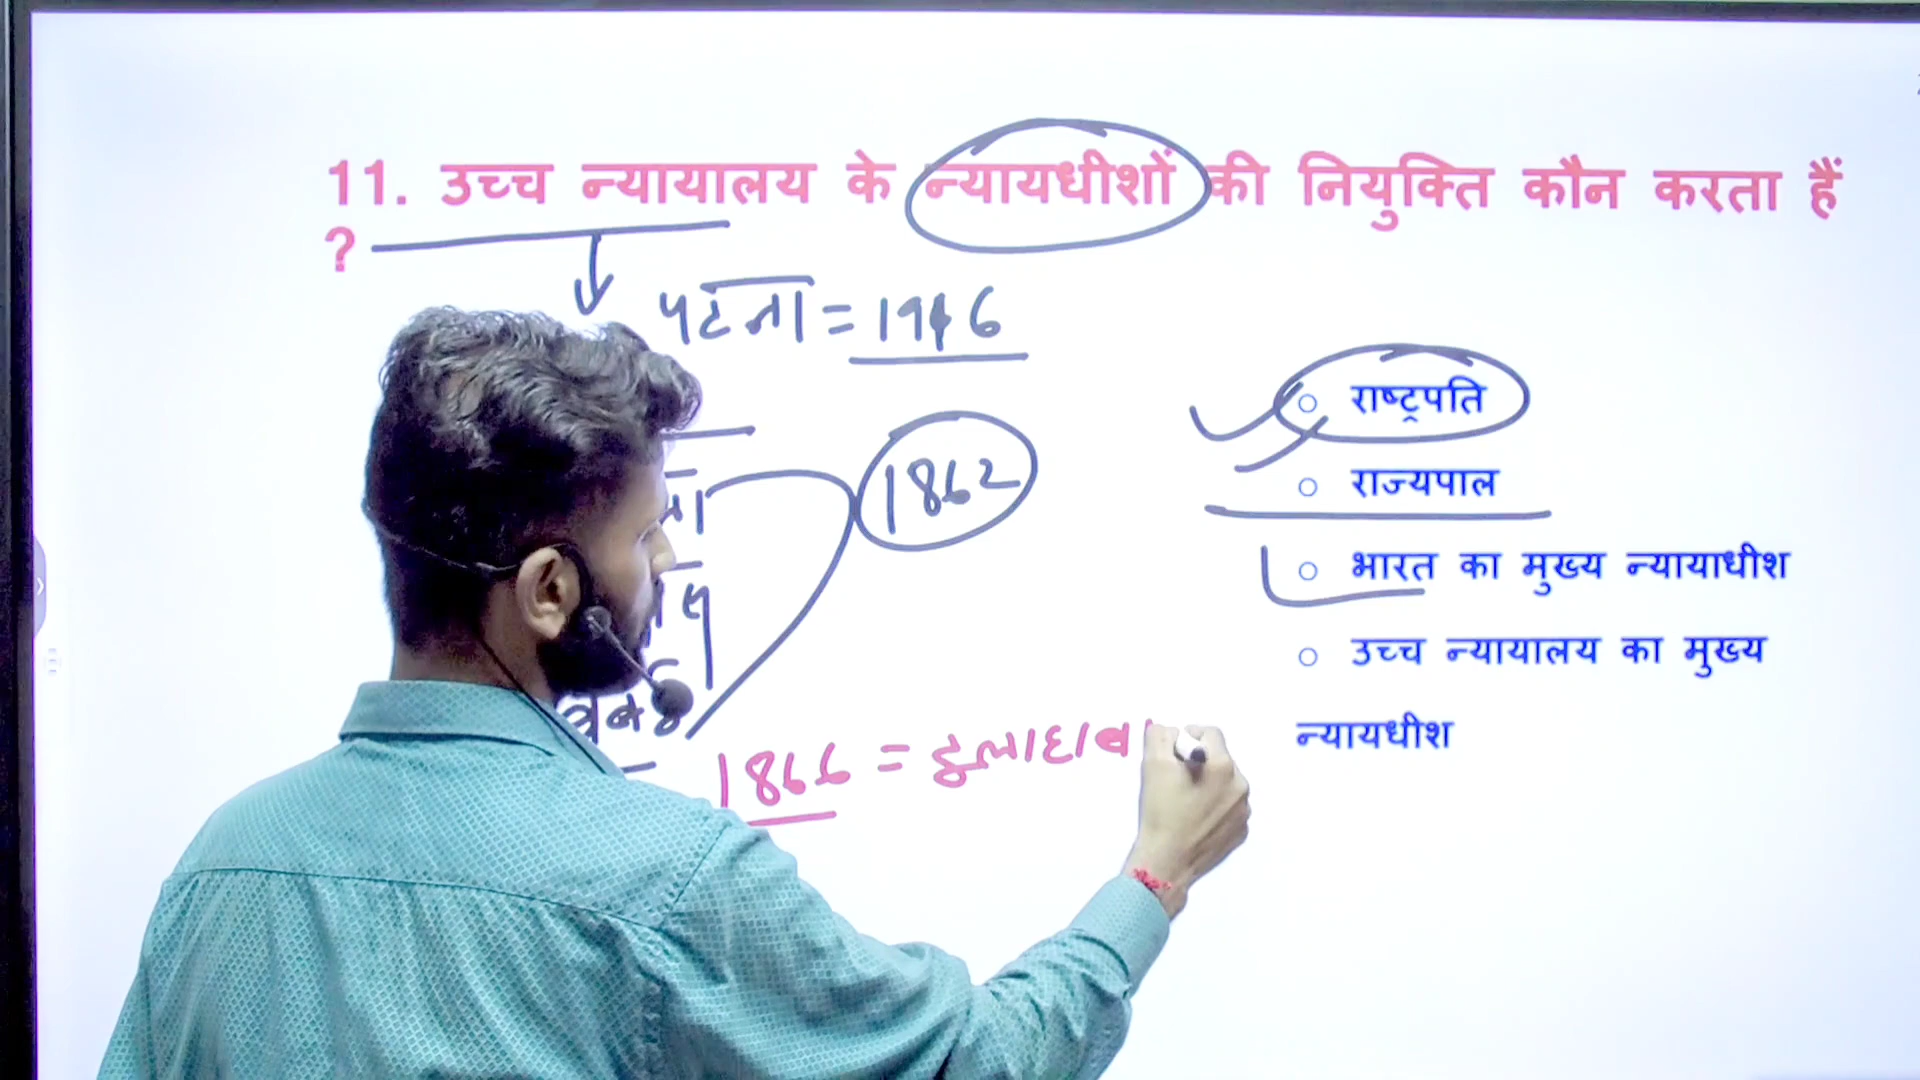 11. उच्च न्यायालय के न्यायधीशों की नियुक्ति कौन करता हैं
?
पटना = 1916
1862
राष्ट्रपति
राज्यपाल
भारत का मुख्य न्यायाधीश
उच्च न्यायालय का मुख्य
न्यायधीश
1866 = इलाहाब